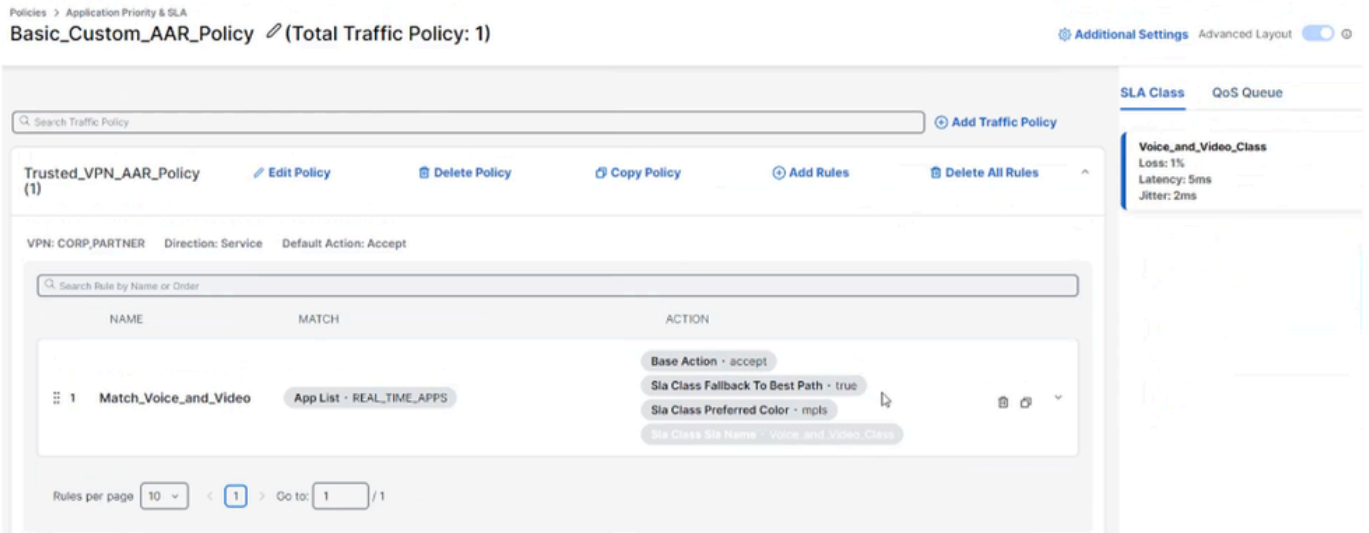 Policies > Application Priority & SLA
Basic_Custom_AAR_Policy (Total Traffic Policy: 1)
Additional Settings Advanced Layout
SLA Class QoS Queue
Search Traffic Policy
Add Traffic Policy
Voice_and_Video_Class
Loss: 1%
Latency: 5ms
Jitter: 2ms
Trusted_VPN_AAR_Policy
(1)
Edit Policy Delete Policy Copy Policy Add Rules Delete All Rules
VPN: CORP,PARTNER Direction: Service Default Action: Accept
Search Rule by Name or Order
NAME MATCH ACTION
1 Match_Voice_and_Video App List · REAL_TIME_APPS
Base Action · accept
Sla Class Fallback To Best Path · true
Sla Class Preferred Color · mpls
Sla Class Sla Name · Voice_and_Video_Class
Rules per page 10 < 1 > Go to: 1 / 1